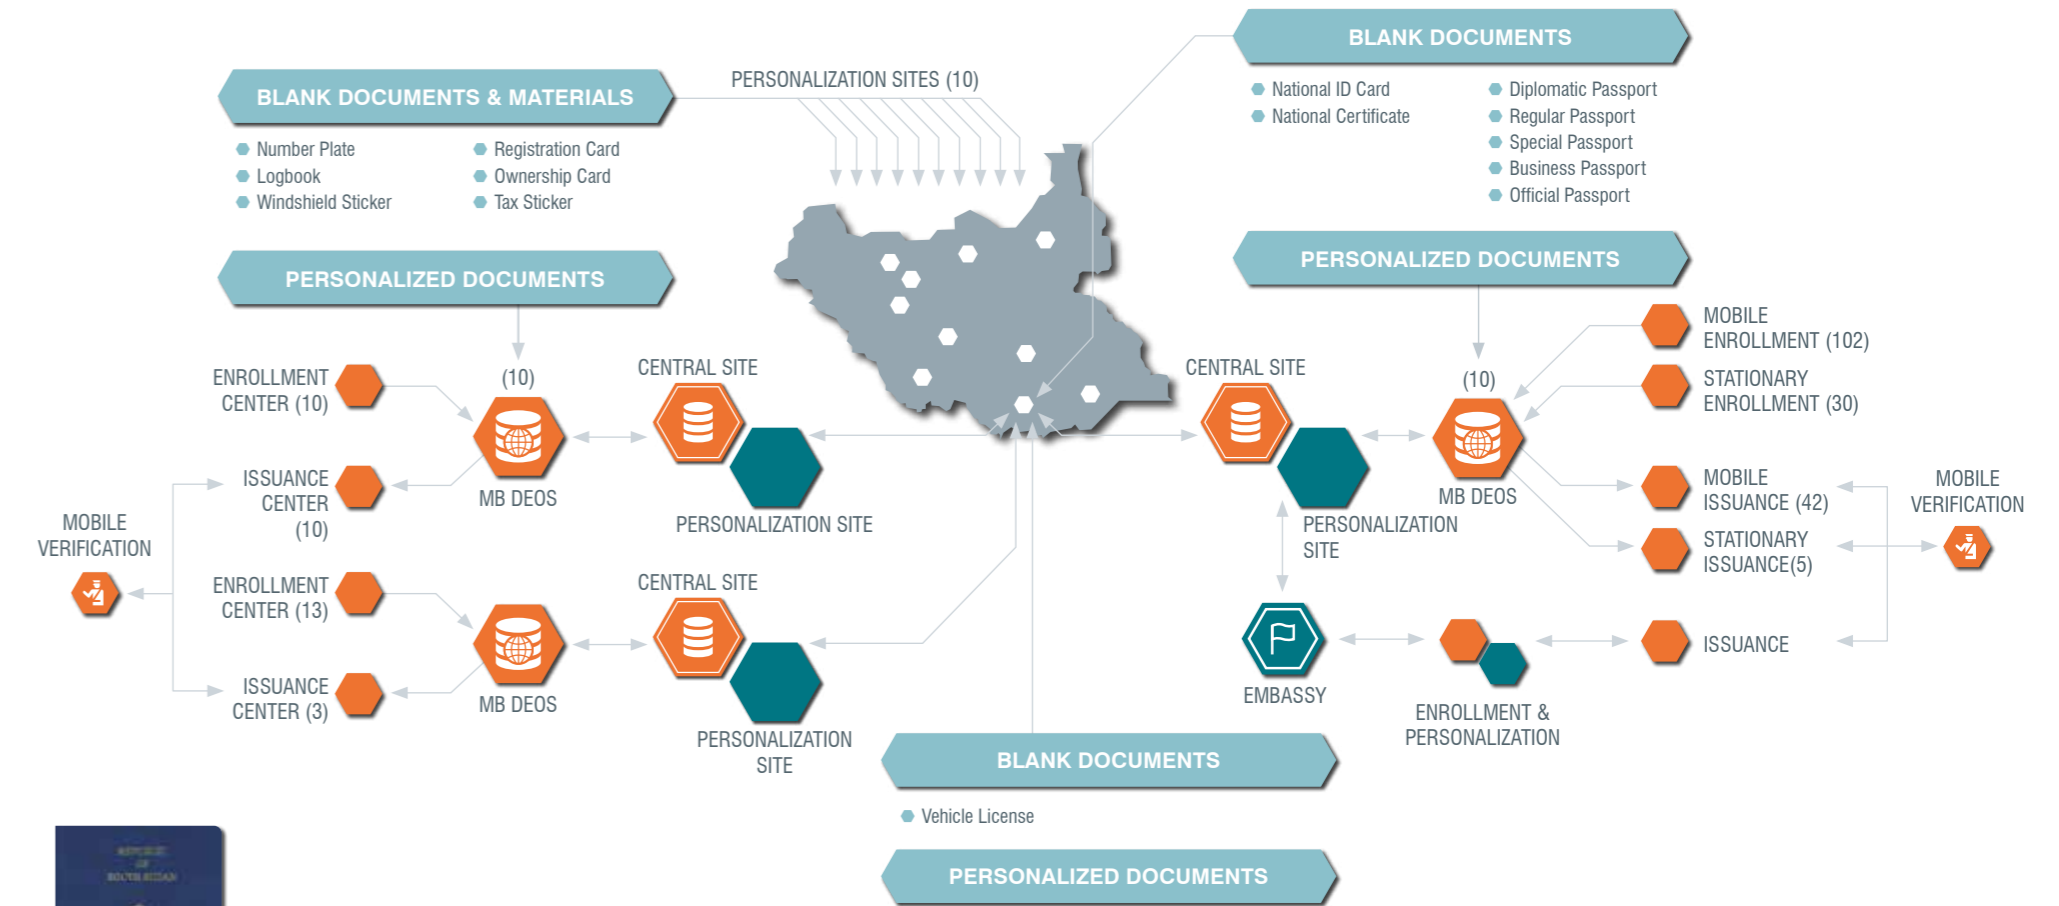 BLANK DOCUMENTS & MATERIALS
Number Plate
Logbook
Windshield Sticker
Registration Card
Ownership Card
Tax Sticker
PERSONALIZATION SITES (10)
BLANK DOCUMENTS
National ID Card
National Certificate
Diplomatic Passport
Regular Passport
Special Passport
Business Passport
Official Passport
PERSONALIZED DOCUMENTS
ENROLLMENT
CENTER (10)
(10)
MB DEOS
CENTRAL SITE
PERSONALIZATION SITE
ISSUANCE
CENTER
(10)
MOBILE
VERIFICATION
ENROLLMENT
CENTER (13)
MB DEOS
CENTRAL SITE
PERSONALIZATION
SITE
ISSUANCE
CENTER (3)
PERSONALIZED DOCUMENTS
CENTRAL SITE
PERSONALIZATION
SITE
(10)
MB DEOS
MOBILE
ENROLLMENT (102)
STATIONARY
ENROLLMENT (30)
MOBILE
ISSUANCE (42)
STATIONARY
ISSUANCE(5)
MOBILE
VERIFICATION
EMBASSY
ENROLLMENT &
PERSONALIZATION
ISSUANCE
BLANK DOCUMENTS
Vehicle License
PERSONALIZED DOCUMENTS
REPUBLIC
OF
SOUTH SUDAN